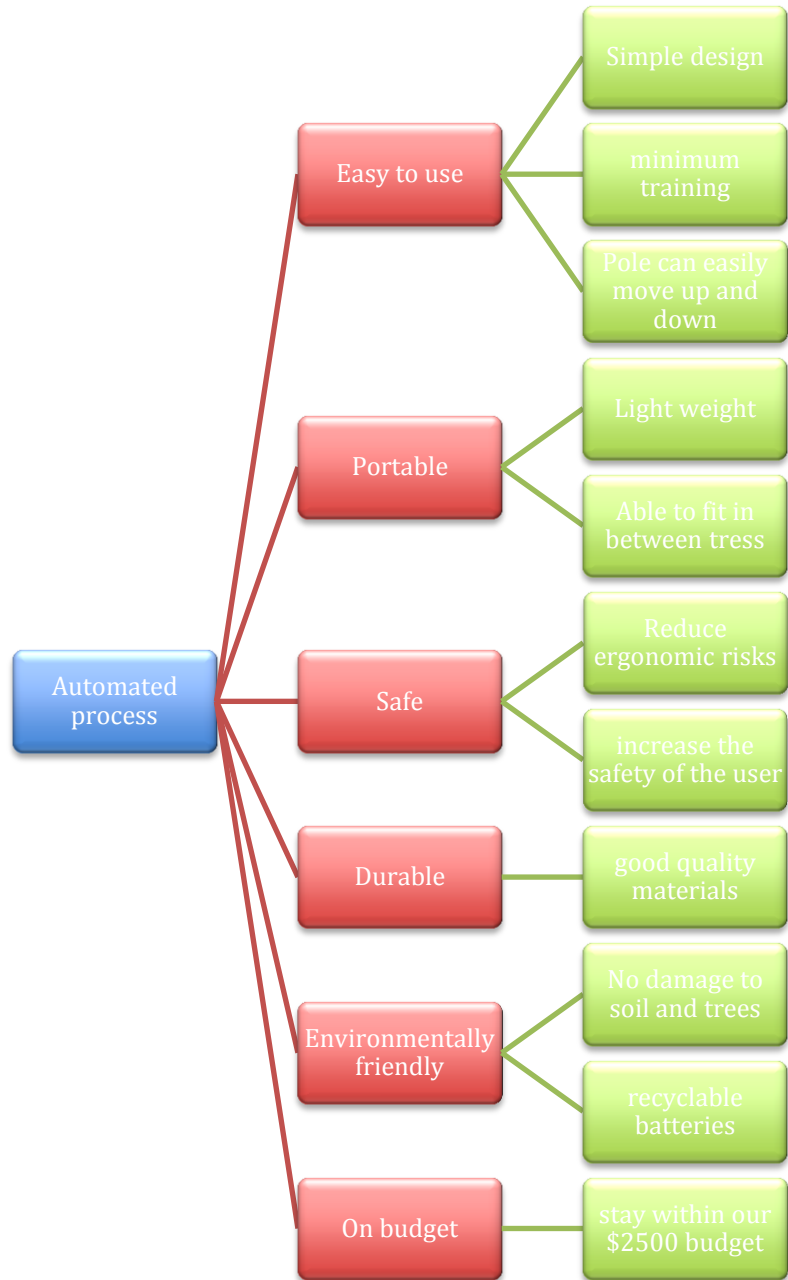 Simple design
Easy to use
minimum
training
Pole can easily
move up and
down
Light weight
Portable
Able to fit in
between tress
Reduce
ergonomic risks
Automated
process
Safe
increase the
safety of the user
Durable
good quality
materials
No damage to
soil and trees
Environmentally
friendly
recyclable
batteries
On budget
stay within our
$2500 budget